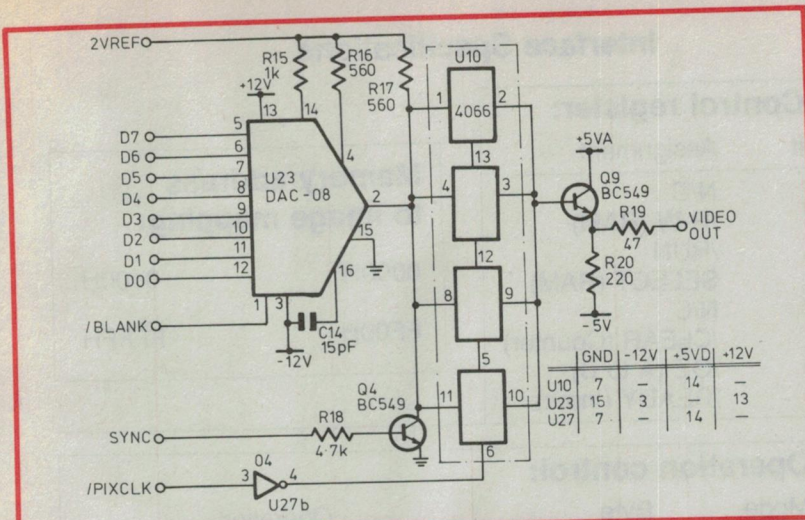 Interface
Control register:
2VREF
R15
1k
R16
560
R17
560
+12V
13
14
4
D7
D6
D5
D4
D3
D2
D1
D0
5
6
7
8
9
10
11
12
U23
DAC-08
2
15
16
1
3
/BLANK
C14
15pF
-12V
U10
1
4066
2
13
4
3
12
8
9
5
11
10
6
+5VA
Q9
BC549
R19
47
VIDEO
OUT
R20
220
-5V
Q4
BC549
R18
4·7k
SYNC
/PIXCLK
3
04
4
U27b
GND -12V +5VD +12V
U10 7 – 14 –
U23 15 3 – 13
U27 7 – 14 –
Operation control: